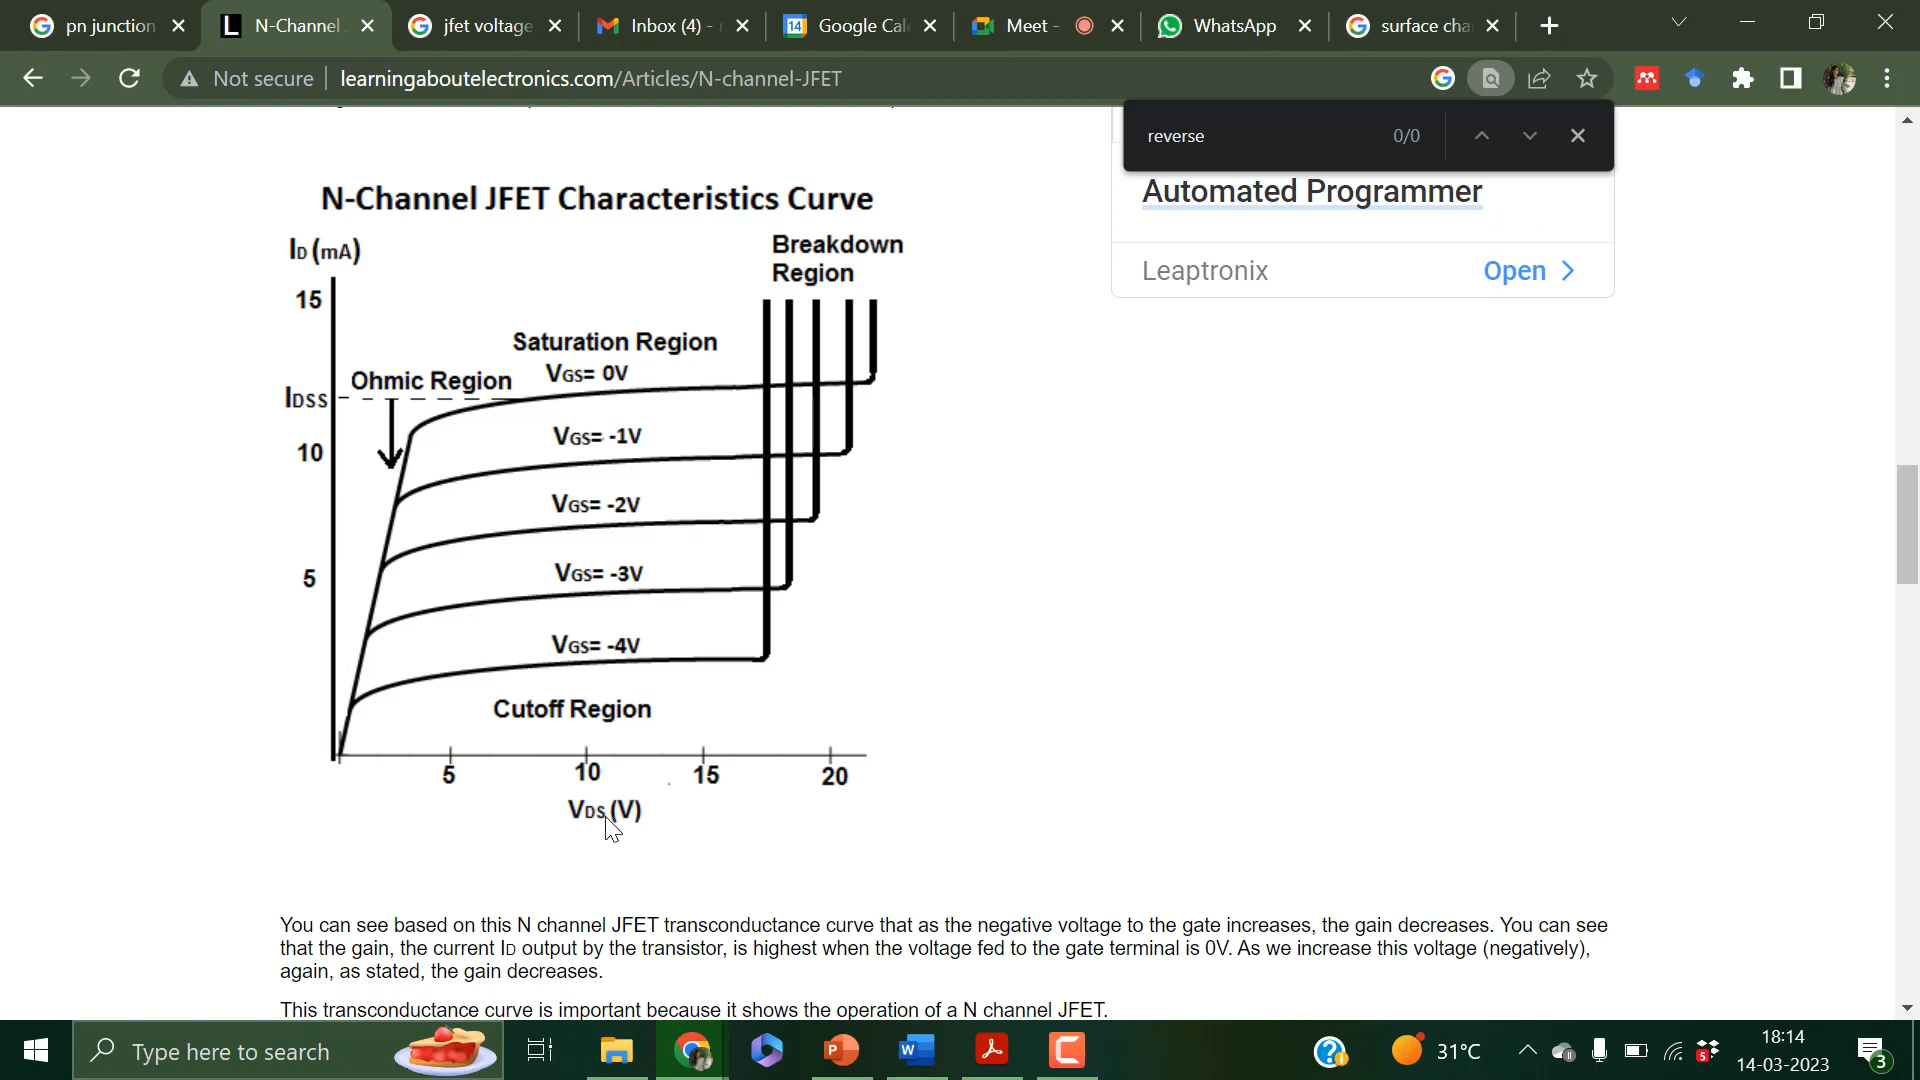 pn junction
N-Channel
jfet voltage
Inbox (4) -
Google Cal
Meet -
WhatsApp
surface cha
Not secure
learningaboutelectronics.com/Articles/N-channel-JFET
reverse
0/0
Automated Programmer
Leaptronix
Open
N-Channel JFET Characteristics Curve
ID (mA)
Breakdown
Region
15
Saturation Region
VGS= 0V
Ohmic Region
IDSS
VGS= -1V
10
VGS= -2V
VGS= -3V
5
VGS= -4V
Cutoff Region
5
10
15
20
VDS (V)
You can see based on this N channel JFET transconductance curve that as the negative voltage to the gate increases, the gain decreases. You can see
that the gain, the current ID output by the transistor, is highest when the voltage fed to the gate terminal is 0V. As we increase this voltage (negatively),
again, as stated, the gain decreases.
This transconductance curve is important because it shows the operation of a N channel JFET.
Type here to search
31°C
18:14
14-03-2023
3